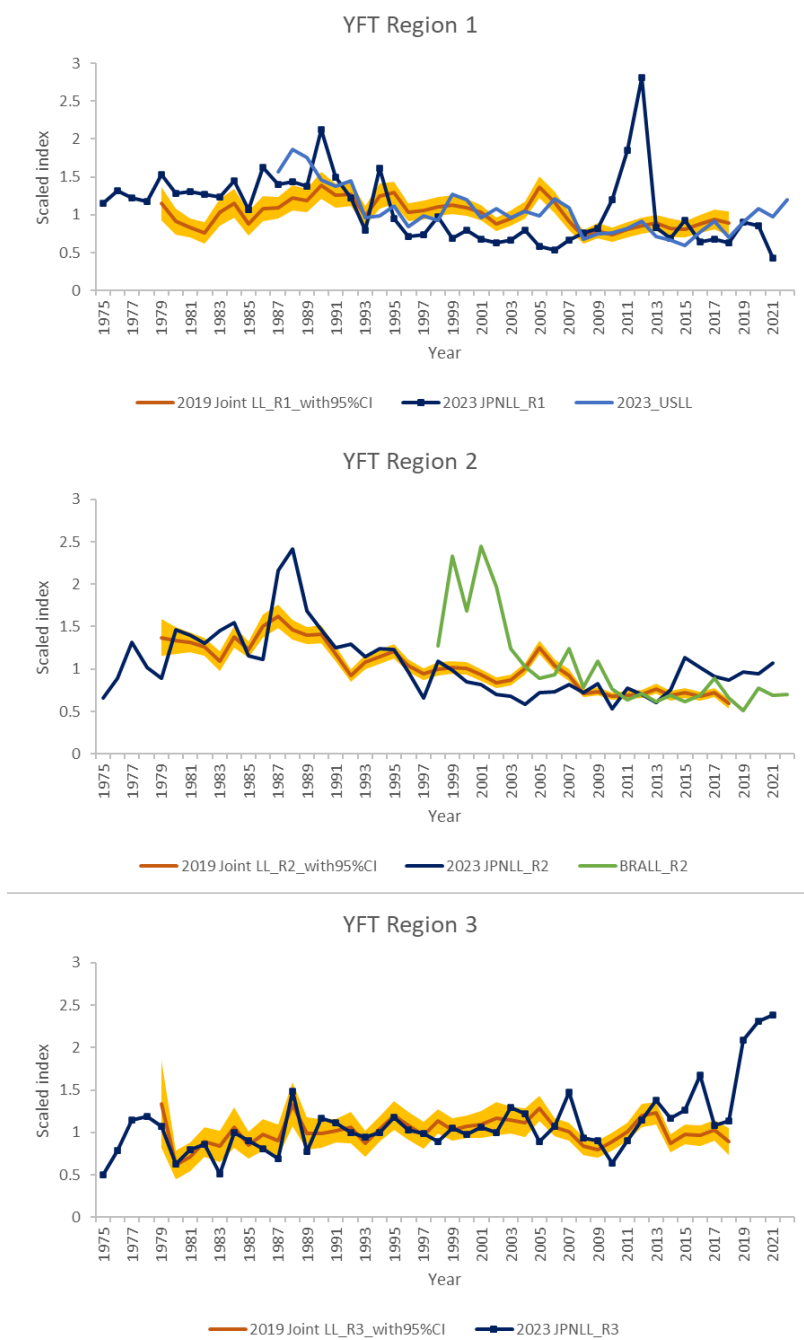 YFT Region 1
3
2.5
2
1.5
1
0.5
0
Scaled index
1975 1977 1979 1981 1983 1985 1987 1989 1991 1993 1995 1997 1999 2001 2003 2005 2007 2009 2011 2013 2015 2017 2019 2021
Year
2019 Joint LL_R1_with95%CI 2023 JPNLL_R1 2023_USLL
YFT Region 2
3
2.5
2
1.5
1
0.5
0
Scaled index
1975 1977 1979 1981 1983 1985 1987 1989 1991 1993 1995 1997 1999 2001 2003 2005 2007 2009 2011 2013 2015 2017 2019 2021
Year
2019 Joint LL_R2_with95%CI 2023 JPNLL_R2 BRALL_R2
YFT Region 3
3
2.5
2
1.5
1
0.5
0
Scaled index
1975 1977 1979 1981 1983 1985 1987 1989 1991 1993 1995 1997 1999 2001 2003 2005 2007 2009 2011 2013 2015 2017 2019 2021
Year
2019 Joint LL_R3_with95%CI 2023 JPNLL_R3